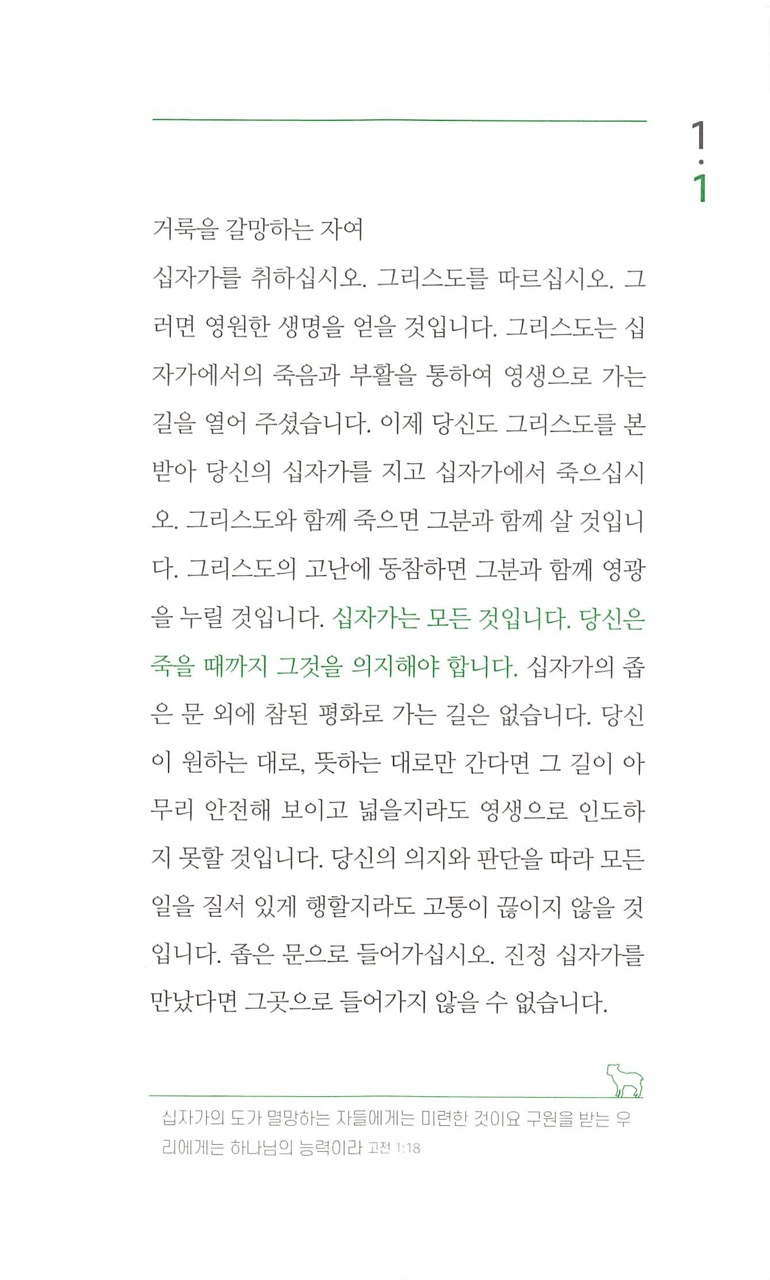 1
·
1
거룩을 갈망하는 자여
십자가를 취하십시오. 그리스도를 따르십시오. 그
러면 영원한 생명을 얻을 것입니다. 그리스도는 십
자가에서의 죽음과 부활을 통하여 영생으로 가는
길을 열어 주셨습니다. 이제 당신도 그리스도를 본
받아 당신의 십자가를 지고 십자가에서 죽으십시
오. 그리스도와 함께 죽으면 그분과 함께 살 것입니
다. 그리스도의 고난에 동참하면 그분과 함께 영광
을 누릴 것입니다. 십자가는 모든 것입니다. 당신은
죽을 때까지 그것을 의지해야 합니다. 십자가의 좁
은 문 외에 참된 평화로 가는 길은 없습니다. 당신
이 원하는 대로, 뜻하는 대로만 간다면 그 길이 아
무리 안전해 보이고 넓을지라도 영생으로 인도하
지 못할 것입니다. 당신의 의지와 판단을 따라 모든
일을 질서 있게 행할지라도 고통이 끊이지 않을 것
입니다. 좁은 문으로 들어가십시오. 진정 십자가를
만났다면 그곳으로 들어가지 않을 수 없습니다.
십자가의 도가 멸망하는 자들에게는 미련한 것이요 구원을 받는 우
리에게는 하나님의 능력이라 고전 1:18